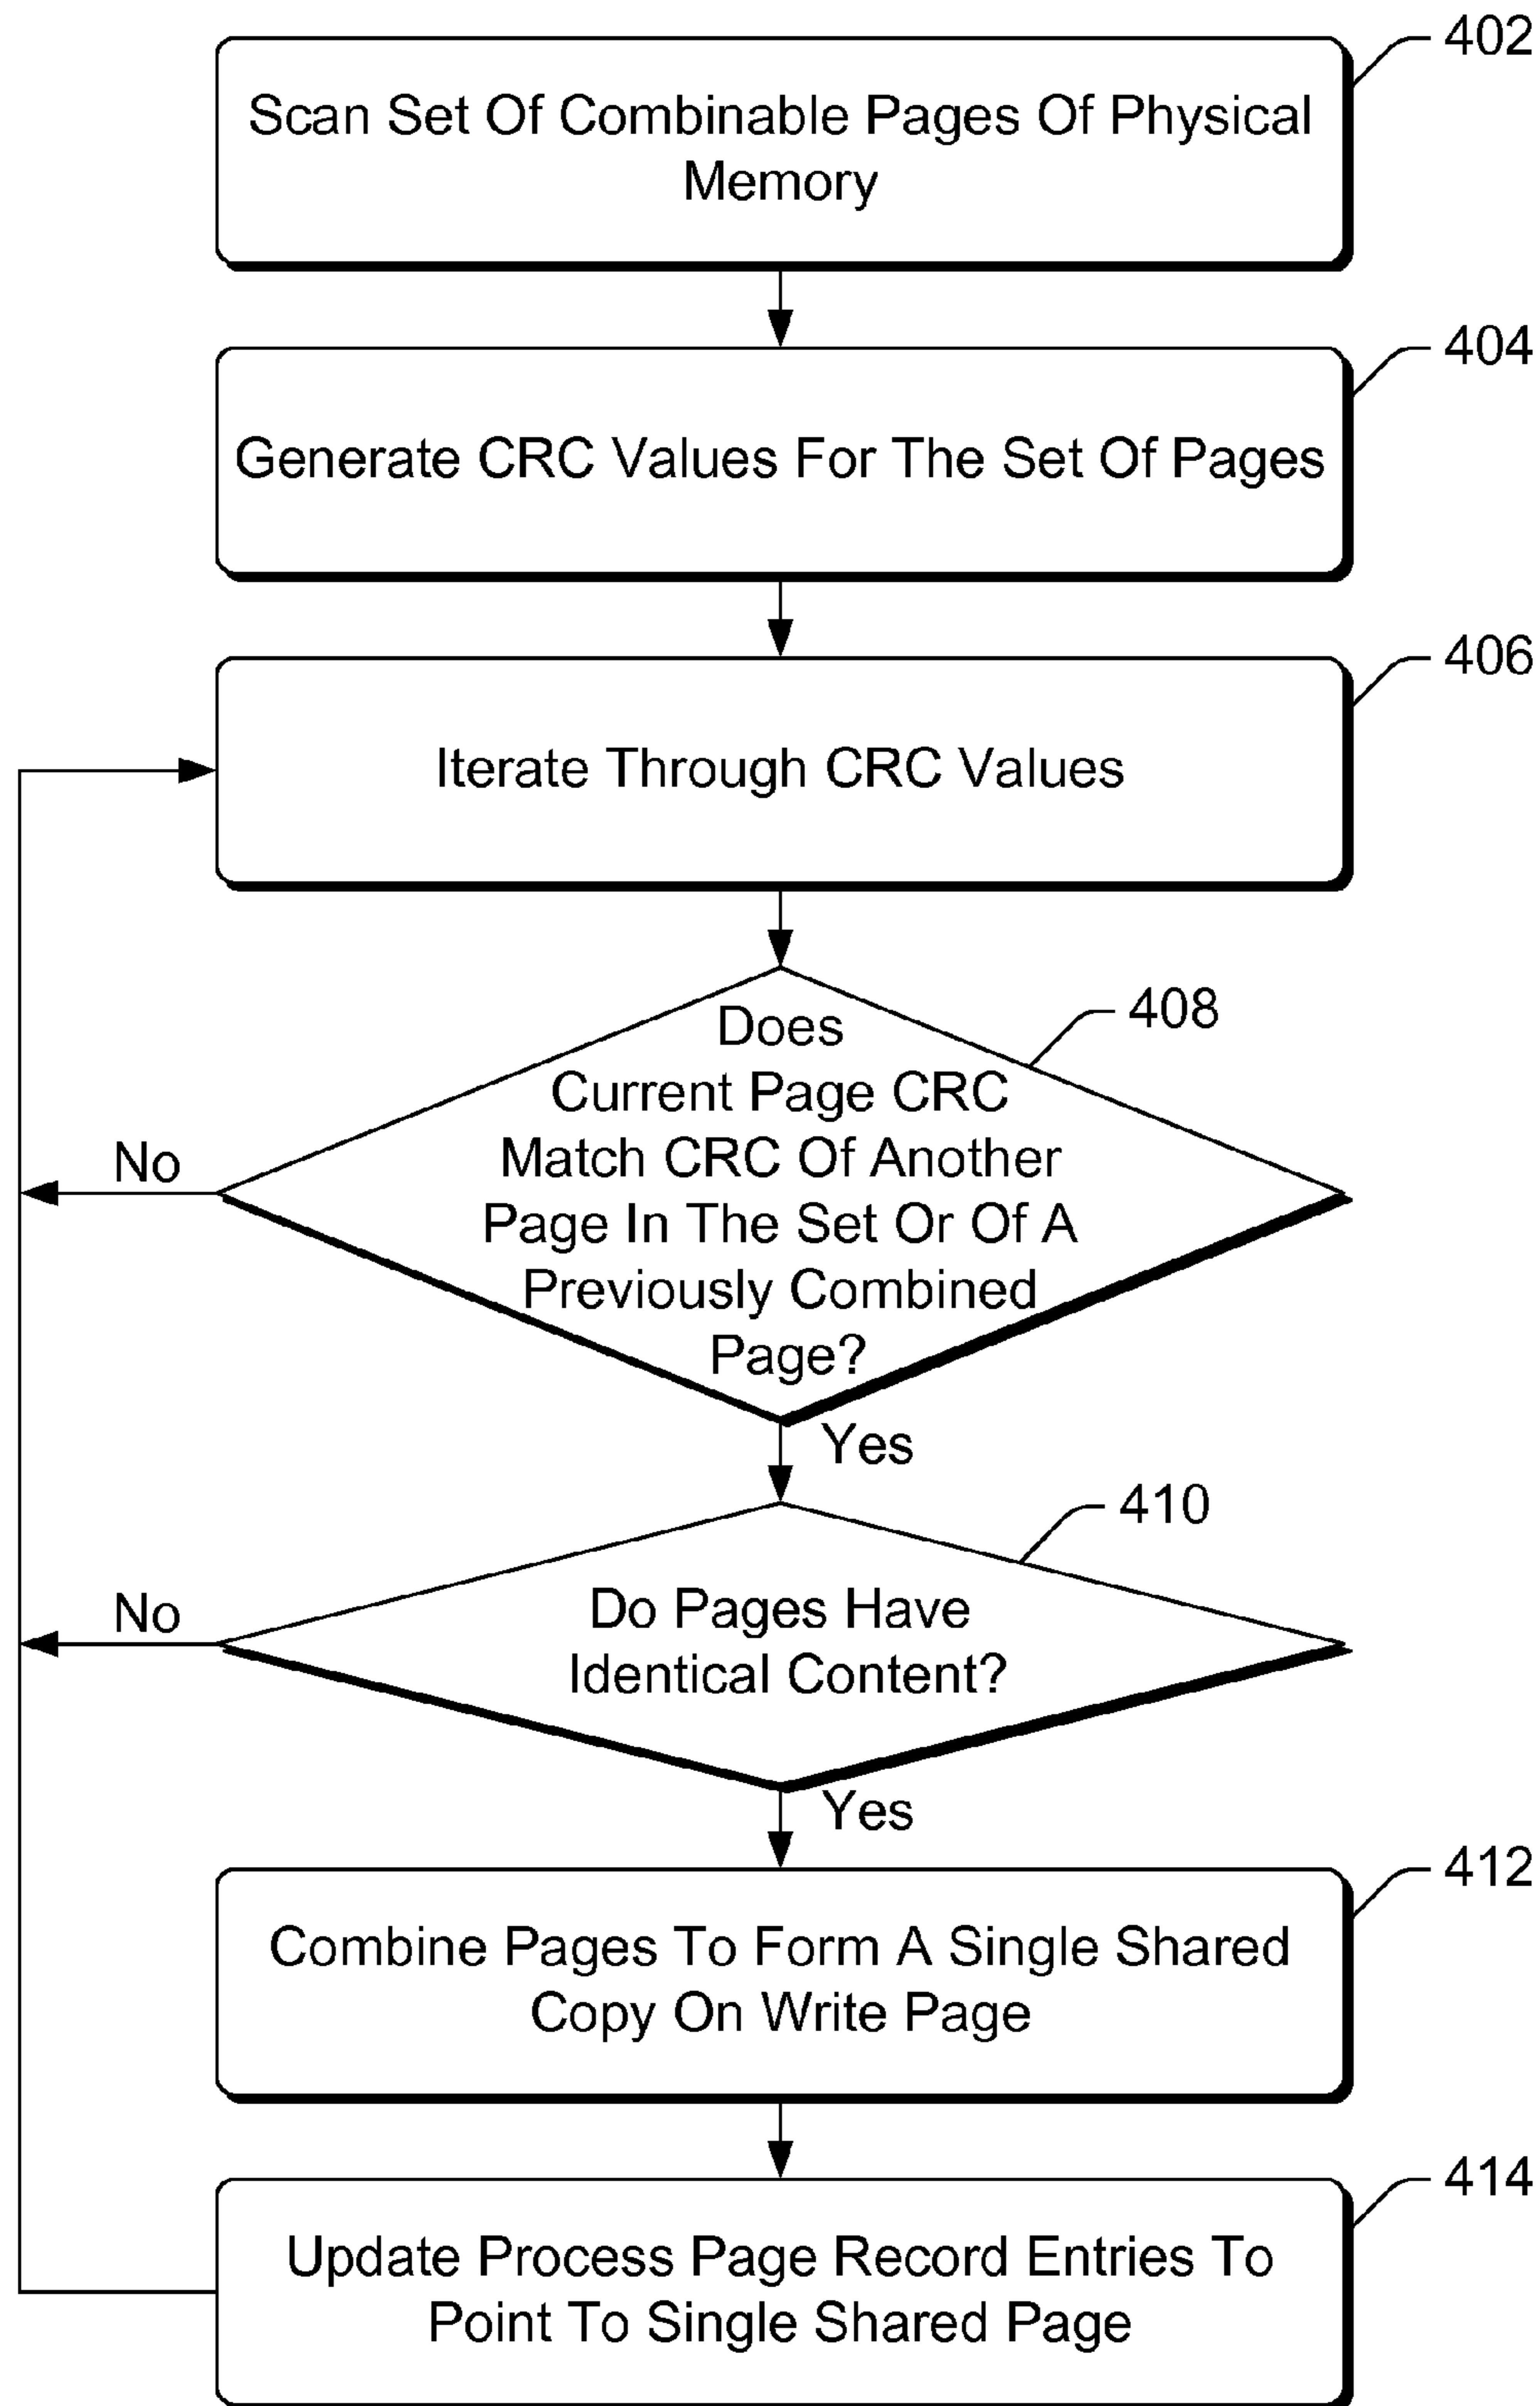 402
Scan Set Of Combinable Pages Of Physical
Memory
404
Generate CRC Values For The Set Of Pages
406
Iterate Through CRC Values
408
Does
Current Page CRC
Match CRC Of Another
Page In The Set Or Of A
Previously Combined
Page?
No
Yes
410
Do Pages Have
Identical Content?
No
Yes
412
Combine Pages To Form A Single Shared
Copy On Write Page
414
Update Process Page Record Entries To
Point To Single Shared Page